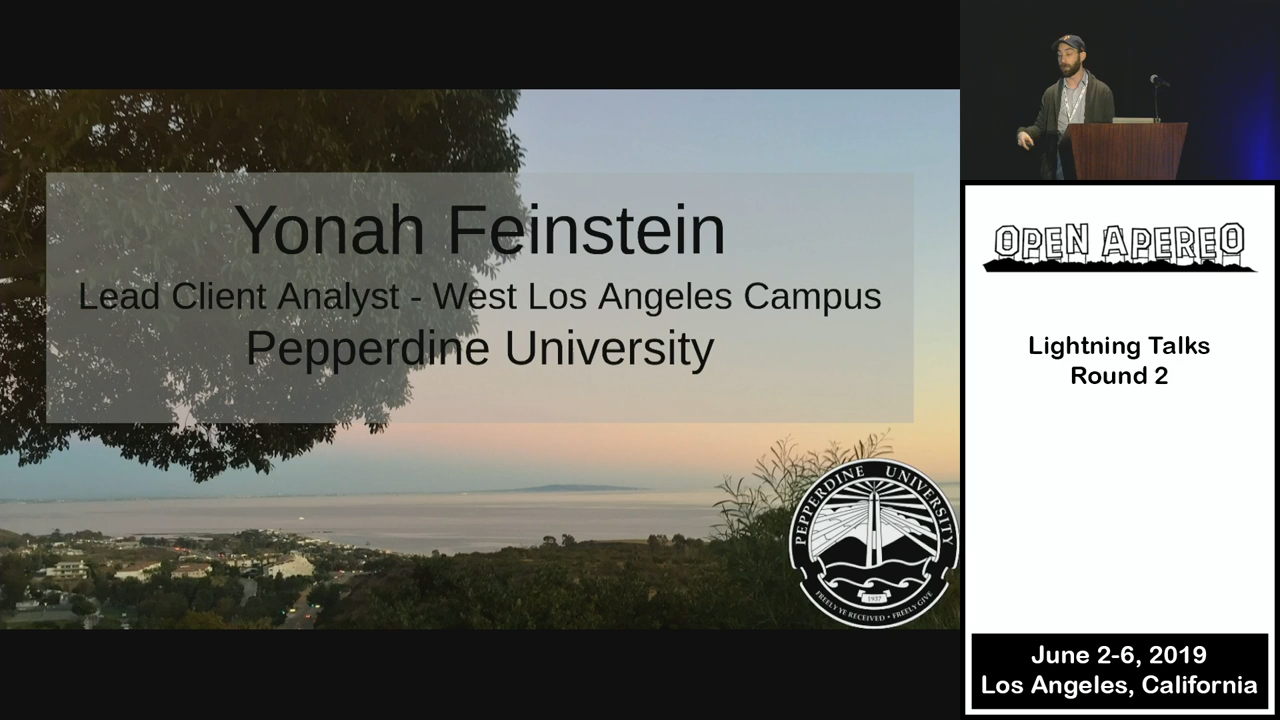 Yonah Feinstein
Lead Client Analyst - West Los Angeles Campus
Pepperdine University
PEPPERDINE UNIVERSITY
1937
FREELY YE RECEIVED • FREELY GIVE
OPEN APEREO
Lightning Talks
Round 2
June 2-6, 2019
Los Angeles, California